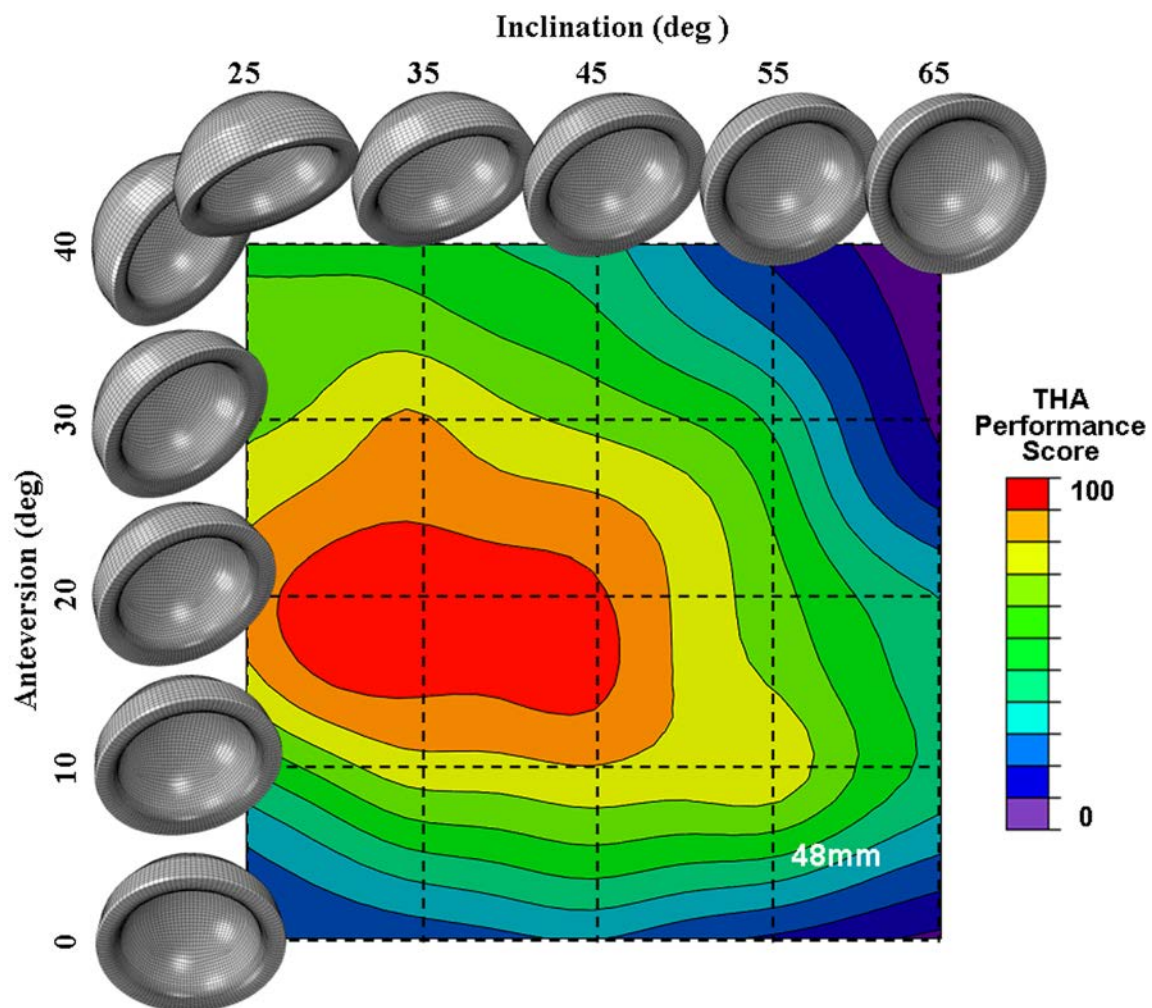 Inclination (deg )
25 35 45 55 65
40
30
20
10
0
Anteversion (deg)
THA
Performance
Score
100
0
48mm